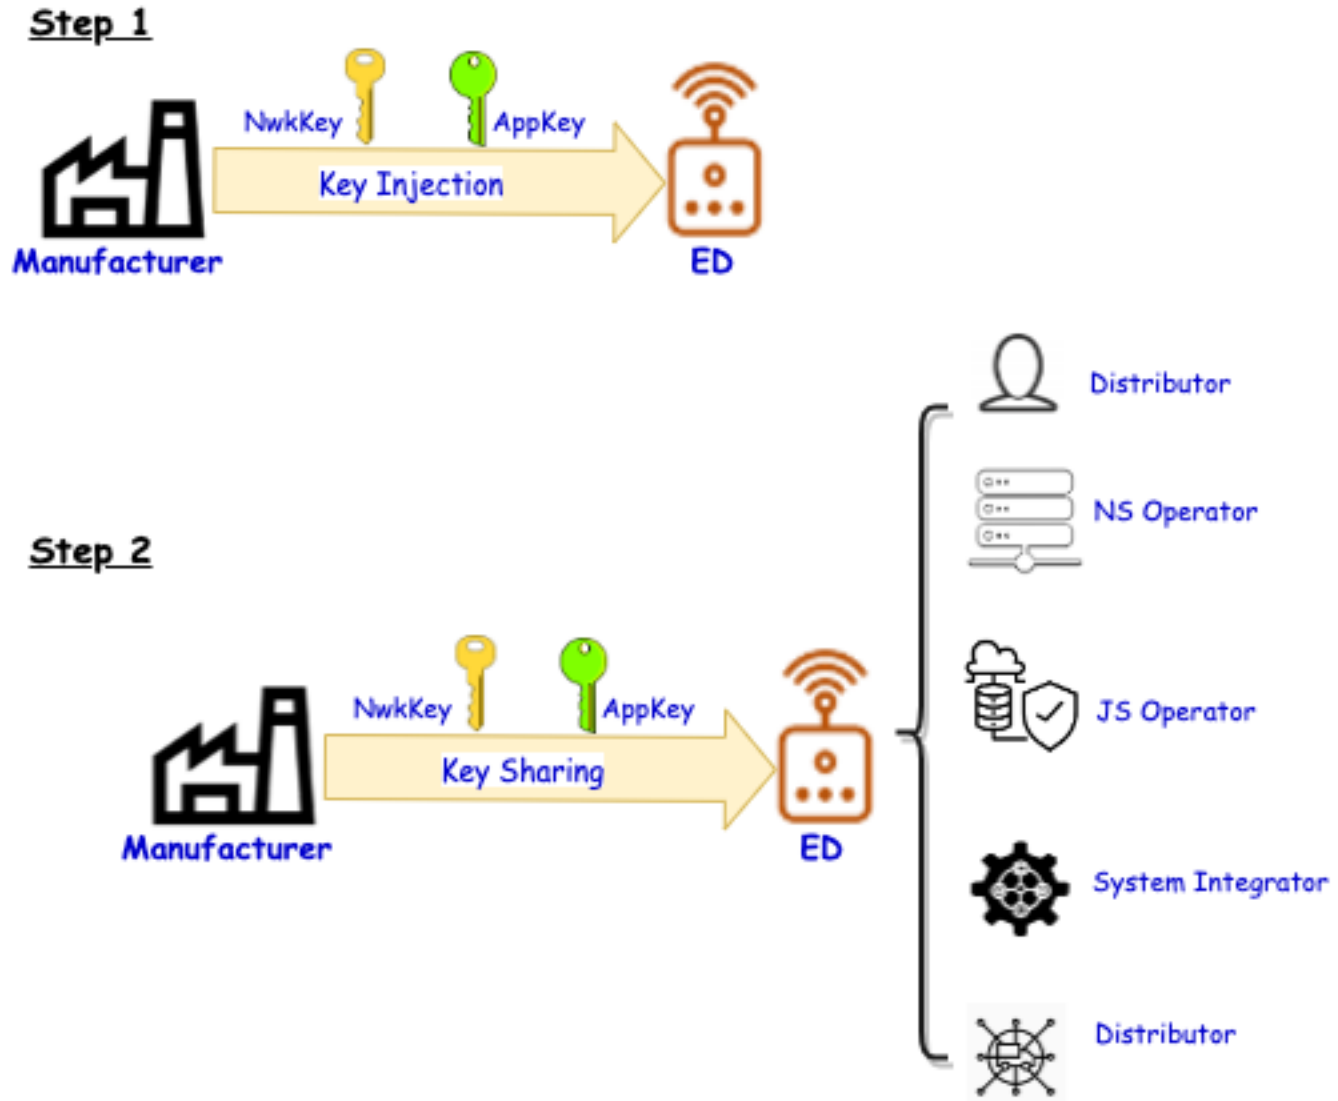 Step 1
NwkKey
AppKey
Key Injection
Manufacturer
ED
Distributor
NS Operator
Step 2
NwkKey
AppKey
JS Operator
Key Sharing
Manufacturer
ED
System Integrator
Distributor